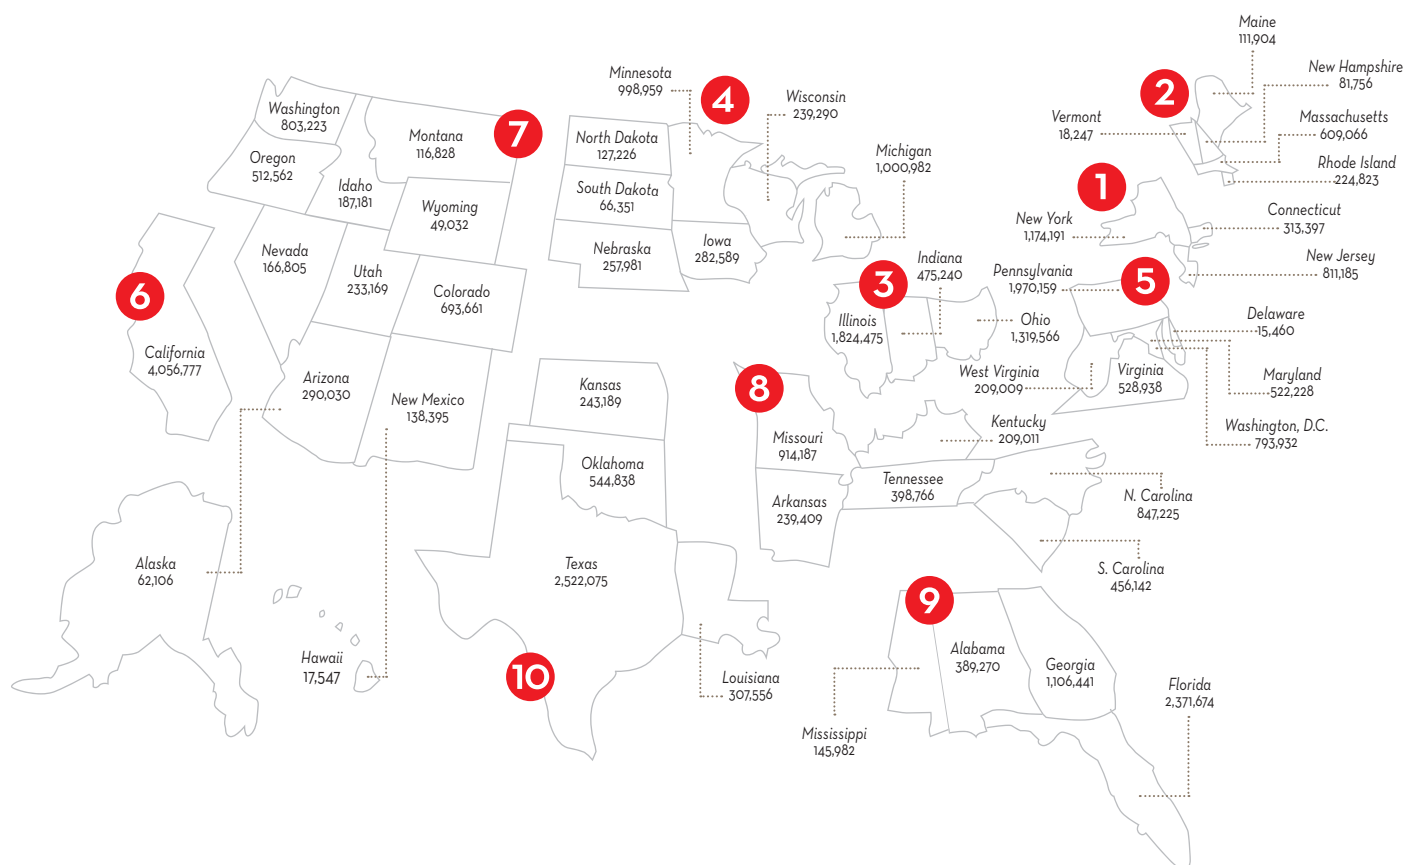 Maine
111,904
New Hampshire
81,756
2
Massachusetts
609,066
Vermont
18,247
Rhode Island
224,823
1
New York
1,174,191
Connecticut
313,397
New Jersey
811,185
Minnesota
998,959
4
Wisconsin
239,290
Michigan
1,000,982
North Dakota
127,226
South Dakota
66,351
Nebraska
257,981
Iowa
282,589
Washington
803,223
Oregon
512,562
Idaho
187,181
Montana
116,828
7
Wyoming
49,032
Nevada
166,805
Utah
233,169
Colorado
693,661
6
California
4,056,777
Arizona
290,030
New Mexico
138,395
Alaska
62,106
Hawaii
17,547
Indiana
475,240
3
Illinois
1,824,475
Ohio
1,319,566
Pennsylvania
1,970,159
5
Delaware
15,460
West Virginia
209,009
Virginia
528,938
Maryland
522,228
Washington, D.C.
793,932
Kansas
243,189
8
Missouri
914,187
Kentucky
209,011
Oklahoma
544,838
Arkansas
239,409
Tennessee
398,766
N. Carolina
847,225
S. Carolina
456,142
Texas
2,522,075
10
Louisiana
307,556
9
Alabama
389,270
Georgia
1,106,441
Mississippi
145,982
Florida
2,371,674